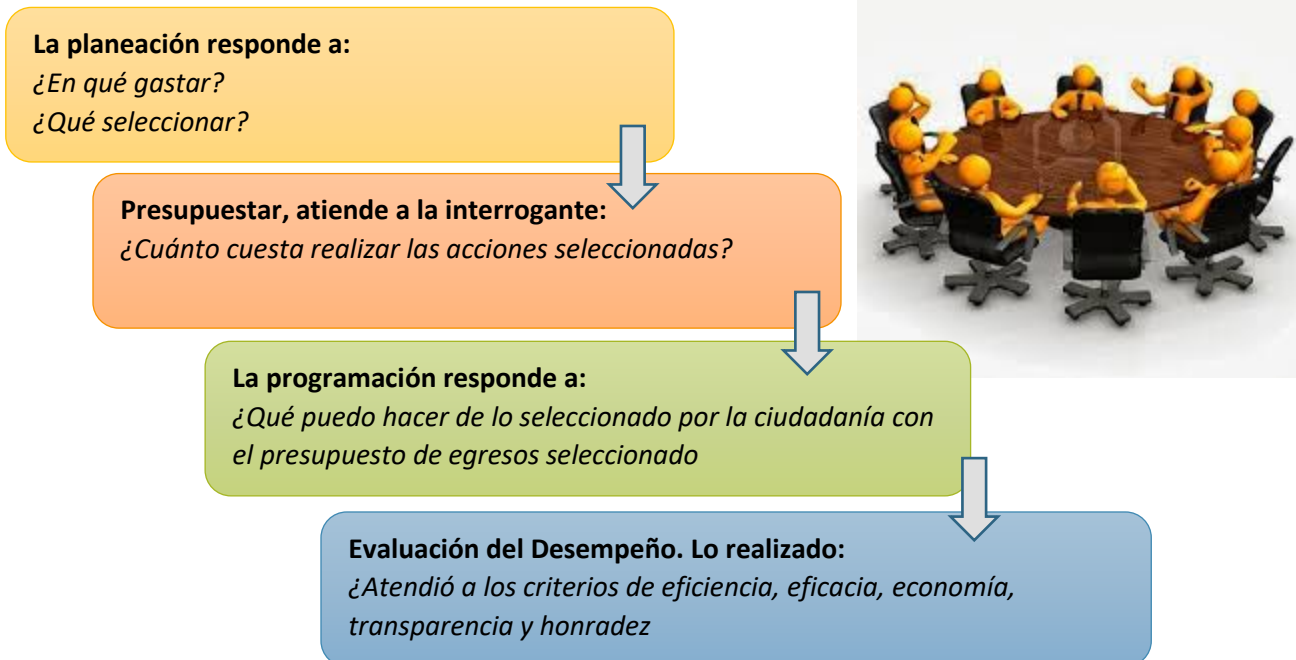 La planeación responde a:
¿En qué gastar?
¿Qué seleccionar?
Presupuestar, atiende a la interrogante:
¿Cuánto cuesta realizar las acciones seleccionadas?
La programación responde a:
¿Qué puedo hacer de lo seleccionado por la ciudadanía con
el presupuesto de egresos seleccionado
Evaluación del Desempeño. Lo realizado:
¿Atendió a los criterios de eficiencia, eficacia, economía,
transparencia y honradez